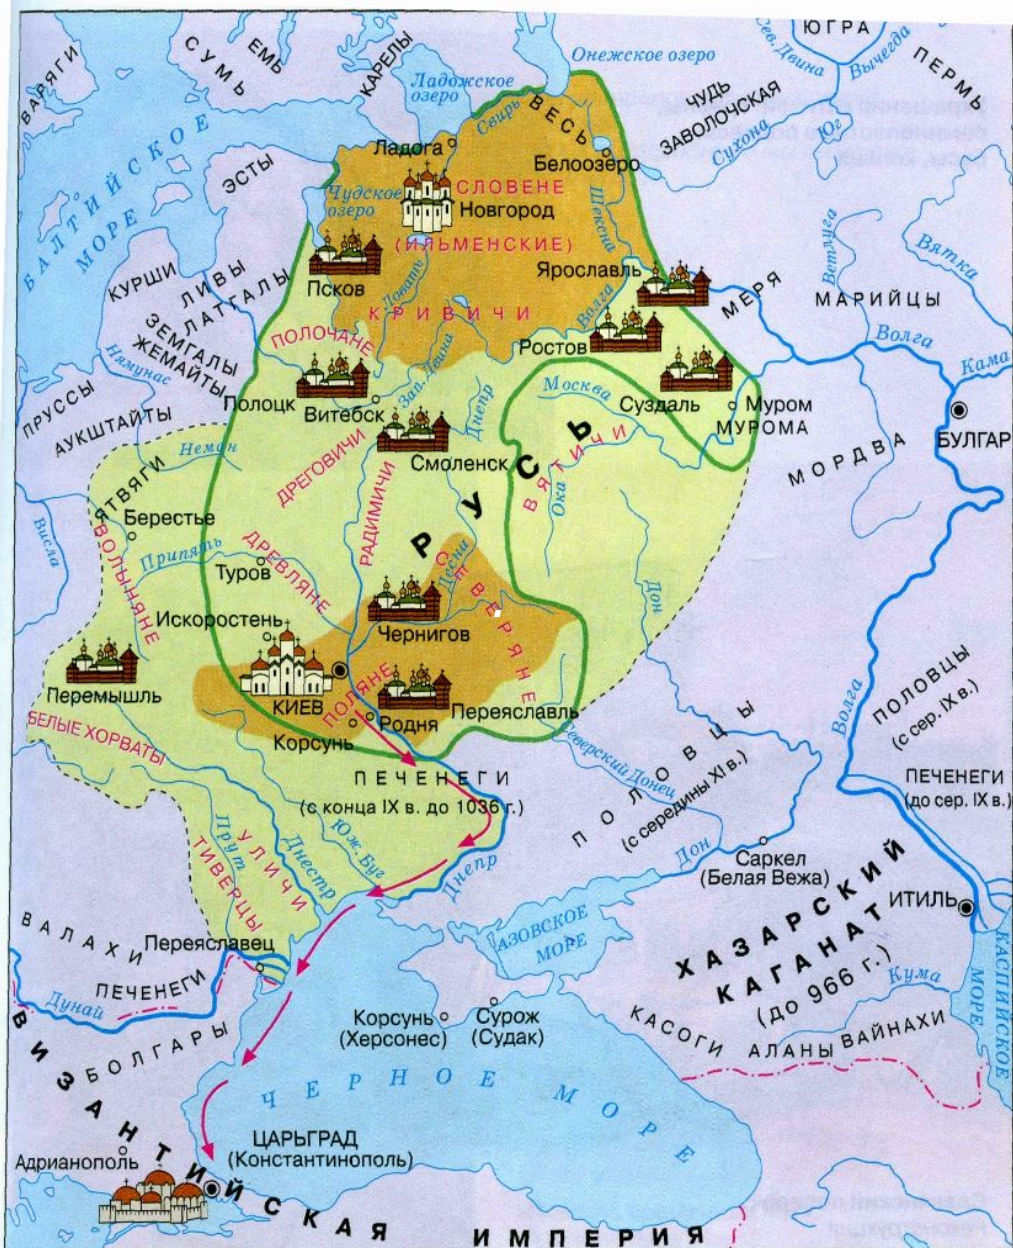 ВАРЯГИ
СУМЬ
ЕМЬ
КАРЕЛЫ
Ладожское
озеро
Онежское озеро
ЮГРА
Сев. Двина
Вычегда
ПЕРМЬ
БАЛТИЙСКОЕ
МОРЕ
ЭСТЫ
Ладога
Свирь
ВЕСЬ
Белоозеро
ЧУДЬ
ЗАВОЛОЧСКАЯ
Сухона
Юг
Чудское
озеро
СЛОВЕНЕ
Новгород
(ИЛЬМЕНСКИЕ)
Шексна
Ветлуга
Вятка
Псков
Ловать
Ярославль
МЕРЯ
МАРИЙЦЫ
КУРШИ
ЛИВЫ
ЛАТГАЛЫ
ЗЕМГАЛЫ
ЖЕМАЙТЫ
КРИВИЧИ
Волга
Волга
Кама
ПОЛОЧАНЕ
Ростов
Нямунас
Зап. Двина
Днепр
Москва
Суздаль
Муром
МУРОМА
ПРУССЫ
АУКШТАЙТЫ
Полоцк
Витебск
БУЛГАР
МОРДВА
Неман
ДРЕГОВИЧИ
Смоленск
РУСЬ
ВЯТИЧИ
Ока
ЯТВЯГИ
РАДИМИЧИ
Берестье
Висла
ВОЛЫНЯНЕ
Припять
Туров
ДРЕВЛЯНЕ
Десна
СЕВЕРЯНЕ
Дон
Искоростень
Чернигов
Перемышль
КИЕВ
ПОЛЯНЕ
Родня
Переяславль
Корсунь
БЕЛЫЕ ХОРВАТЫ
Северский Донец
ПОЛОВЦЫ
(с середины XI в.)
Волга
ПОЛОВЦЫ
(с сер. IX в.)
ПЕЧЕНЕГИ
(с конца IX в. до 1036 г.)
ПЕЧЕНЕГИ
(до сер. IX в.)
Юж. Буг
Днестр
Прут
УЛИЧИ
ТИВЕРЦЫ
Днепр
Дон
Саркел
(Белая Вежа)
ХАЗАРСКИЙ
КАГАНАТ
(до 966 г.)
ИТИЛЬ
ВАЛАХИ
Переяславец
ПЕЧЕНЕГИ
Дунай
АЗОВСКОЕ
МОРЕ
Кума
КАСПИЙСКОЕ
МОРЕ
Корсунь
(Херсонес)
Сурож
(Судак)
КАСОГИ
АЛАНЫ
ВАЙНАХИ
БОЛГАРЫ
ЧЕРНОЕ МОРЕ
ЦАРЬГРАД
(Константинополь)
Адрианополь
ВИЗАНТИЙСКАЯ ИМПЕРИЯ